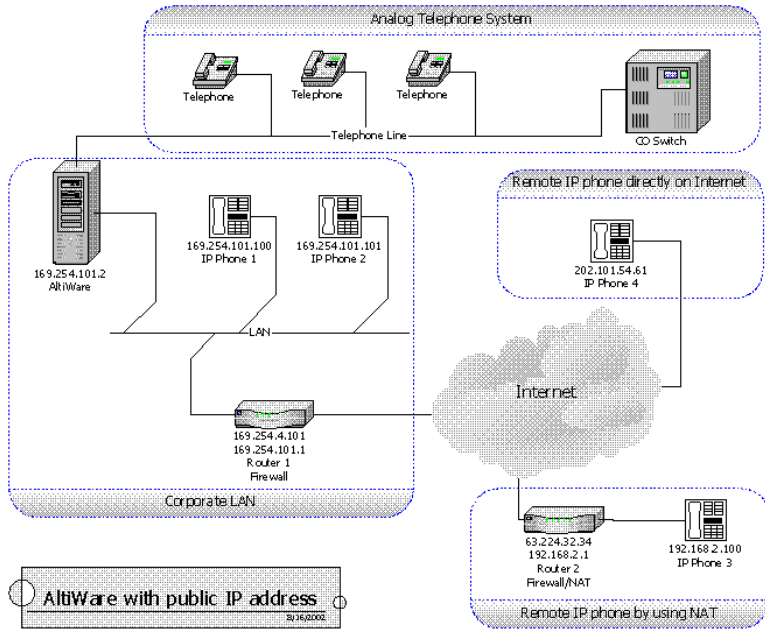 Analog Telephone System
Telephone
Telephone
Telephone
Telephone Line
CO Switch
169.254.101.2
AltiWare
169.254.101.100
IP Phone 1
169.254.101.101
IP Phone 2
LAN
169.254.4.101
169.254.101.1
Router 1
Firewall
Corporate LAN
Remote IP phone directly on Internet
202.101.54.61
IP Phone 4
Internet
63.224.32.34
192.168.2.1
Router 2
Firewall/NAT
192.168.2.100
IP Phone 3
Remote IP phone by using NAT
AltiWare with public IP address
8/16/2002